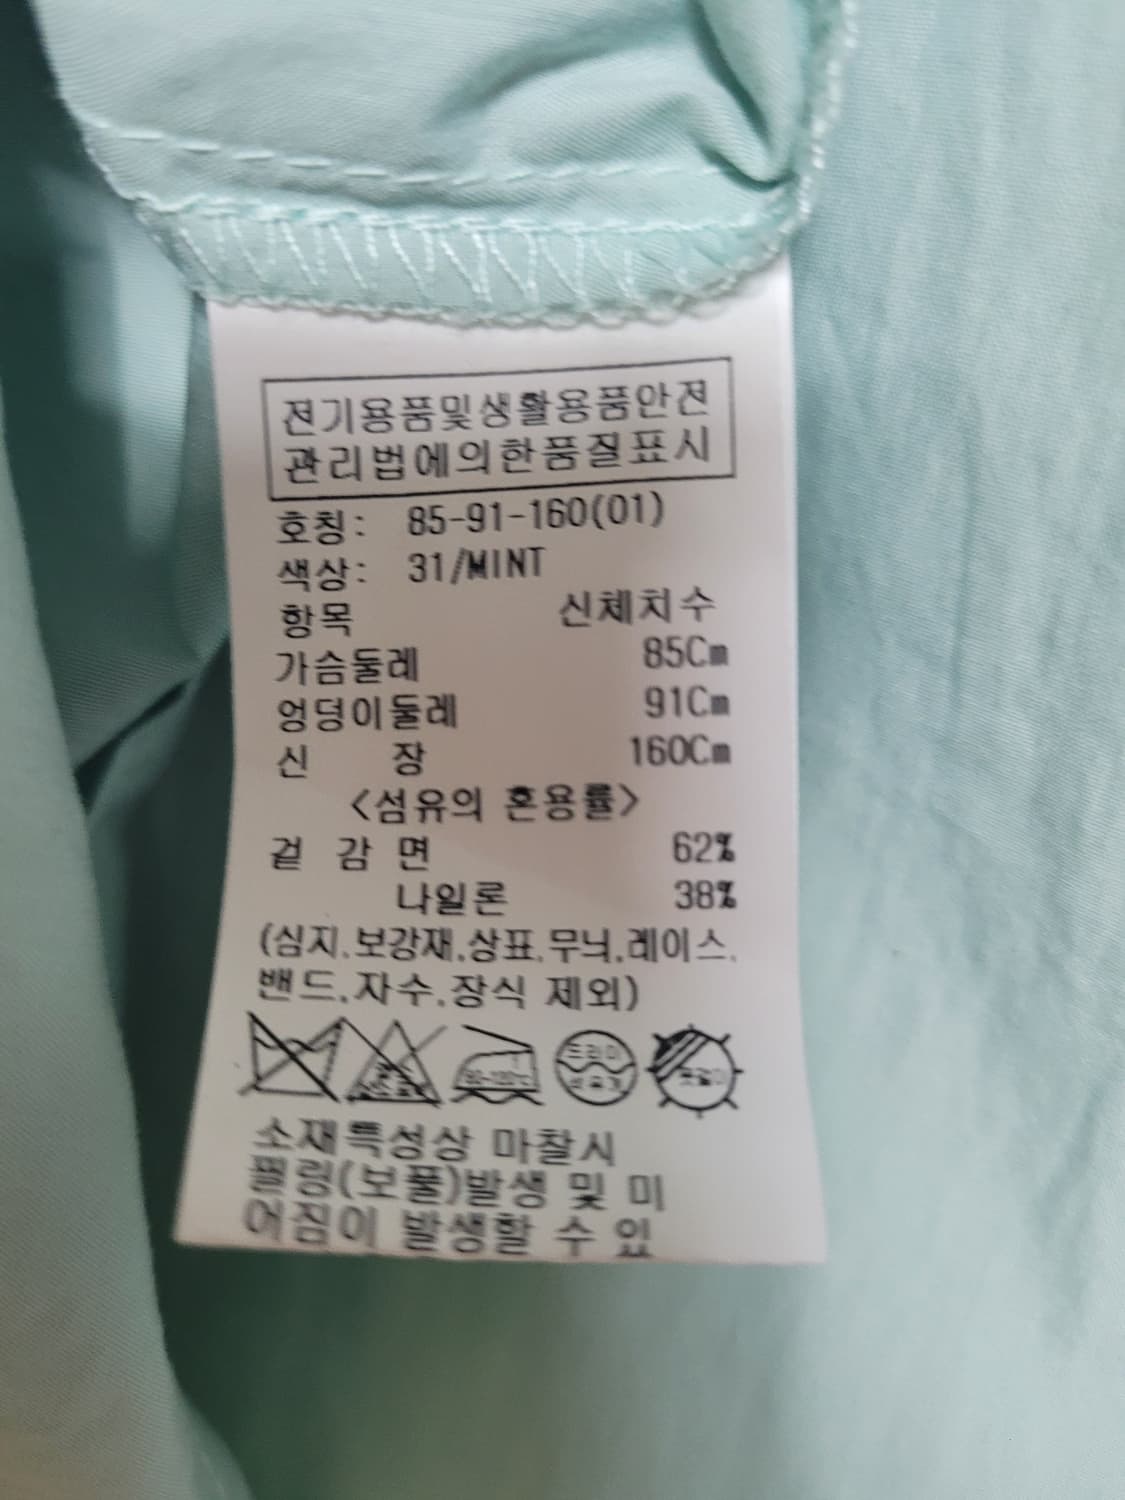 전기용품및생활용품안전
관리법에의한품질표시
호칭: 85-91-160(01)
색상: 31/MINT
항목 신체치수
가슴둘레 85Cm
엉덩이둘레 91Cm
신 장 160Cm
<섬유의 혼용률>
겉 감 면 62%
나일론 38%
(심지.보강재.상표.무늬.레이스.
밴드.자수.장식 제외)
드라이
뉘어
소재특성상 마찰시
필링(보풀)발생 및 미
어짐이 발생할 수 있